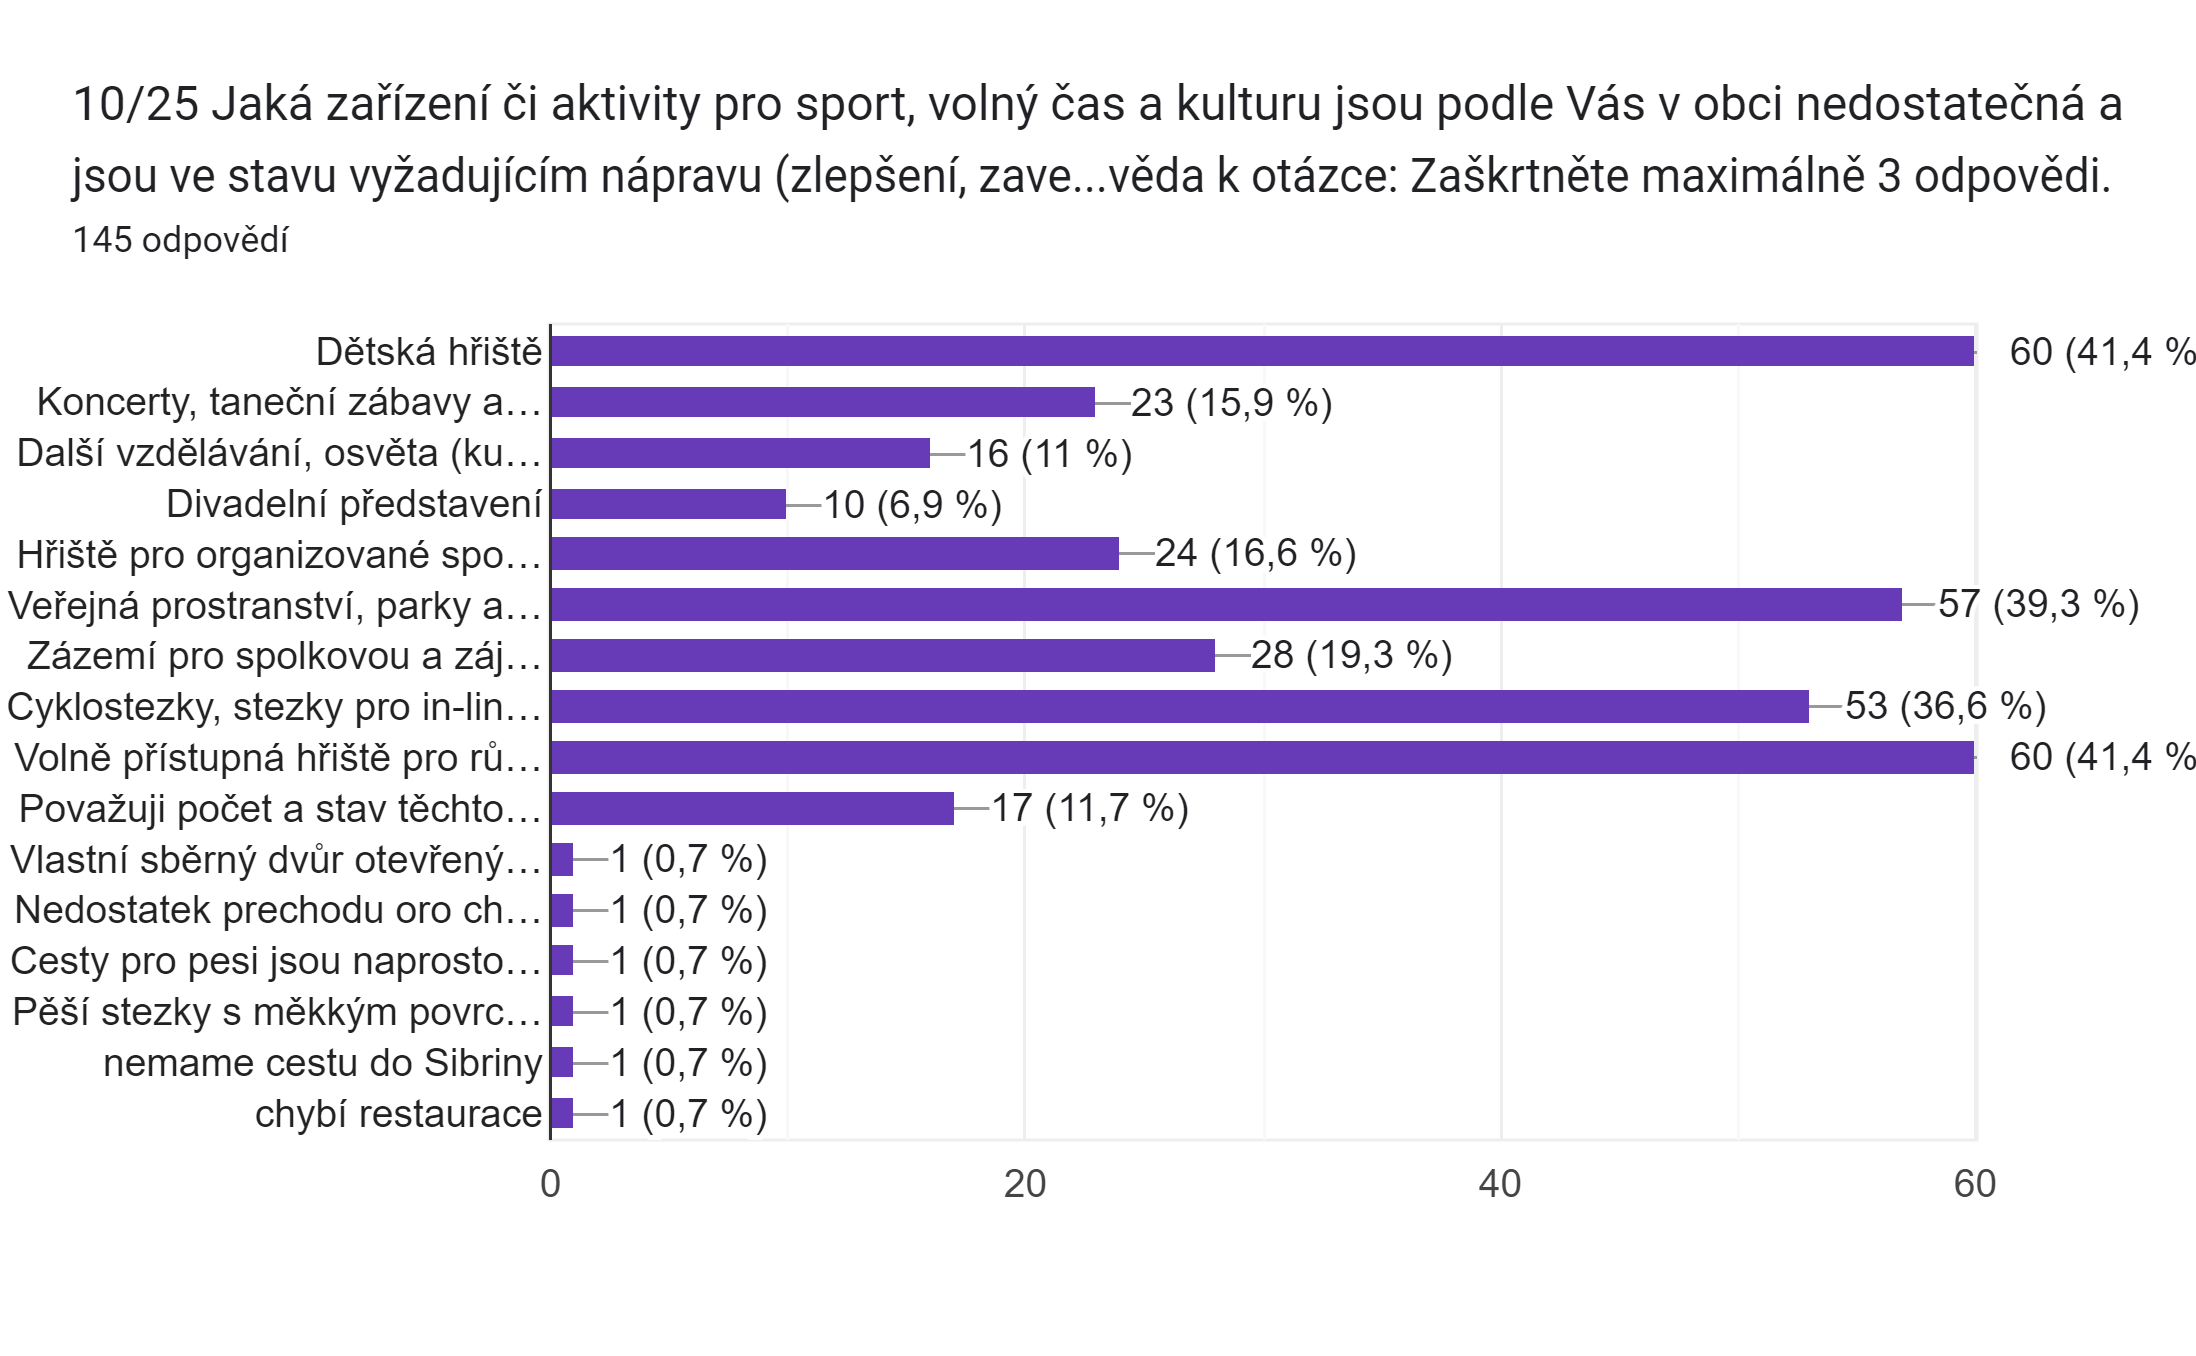 10/25 Jaká zařízení či aktivity pro sport, volný čas a kulturu jsou podle Vás v obci nedostatečná a
jsou ve stavu vyžadujícím nápravu (zlepšení, zave...věda k otázce: Zaškrtněte maximálně 3 odpovědi.
145 odpovědí
Dětská hřiště 60 (41,4 %
Koncerty, taneční zábavy a… 23 (15,9 %)
Další vzdělávání, osvěta (ku… 16 (11 %)
Divadelní představení 10 (6,9 %)
Hřiště pro organizované spo… 24 (16,6 %)
Veřejná prostranství, parky a… 57 (39,3 %)
Zázemí pro spolkovou a záj… 28 (19,3 %)
Cyklostezky, stezky pro in-lin… 53 (36,6 %)
Volně přístupná hřiště pro rů… 60 (41,4 %
Považuji počet a stav těchto… 17 (11,7 %)
Vlastní sběrný dvůr otevřený… 1 (0,7 %)
Nedostatek prechodu oro ch… 1 (0,7 %)
Cesty pro pesi jsou naprosto… 1 (0,7 %)
Pěší stezky s měkkým povrc… 1 (0,7 %)
nemame cestu do Sibriny 1 (0,7 %)
chybí restaurace 1 (0,7 %)
0 20 40 60